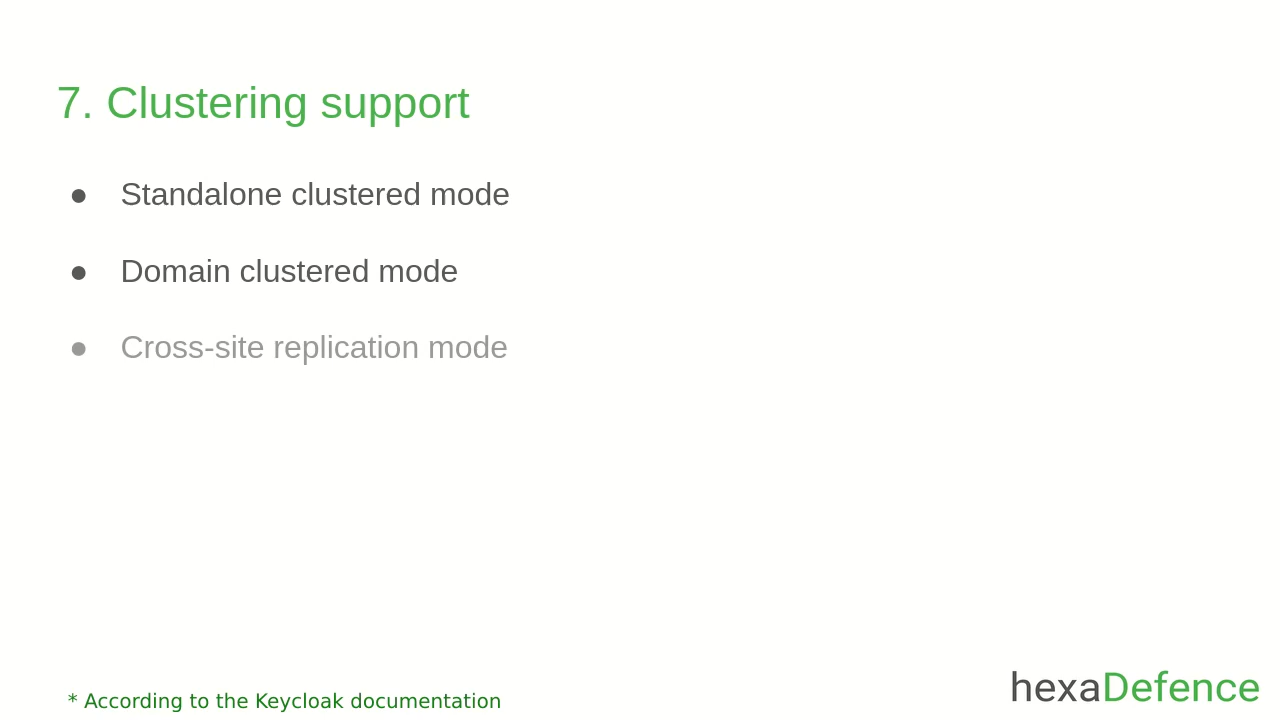 7. Clustering support
● Standalone clustered mode
● Domain clustered mode
● Cross-site replication mode
* According to the Keycloak documentation
hexaDefence